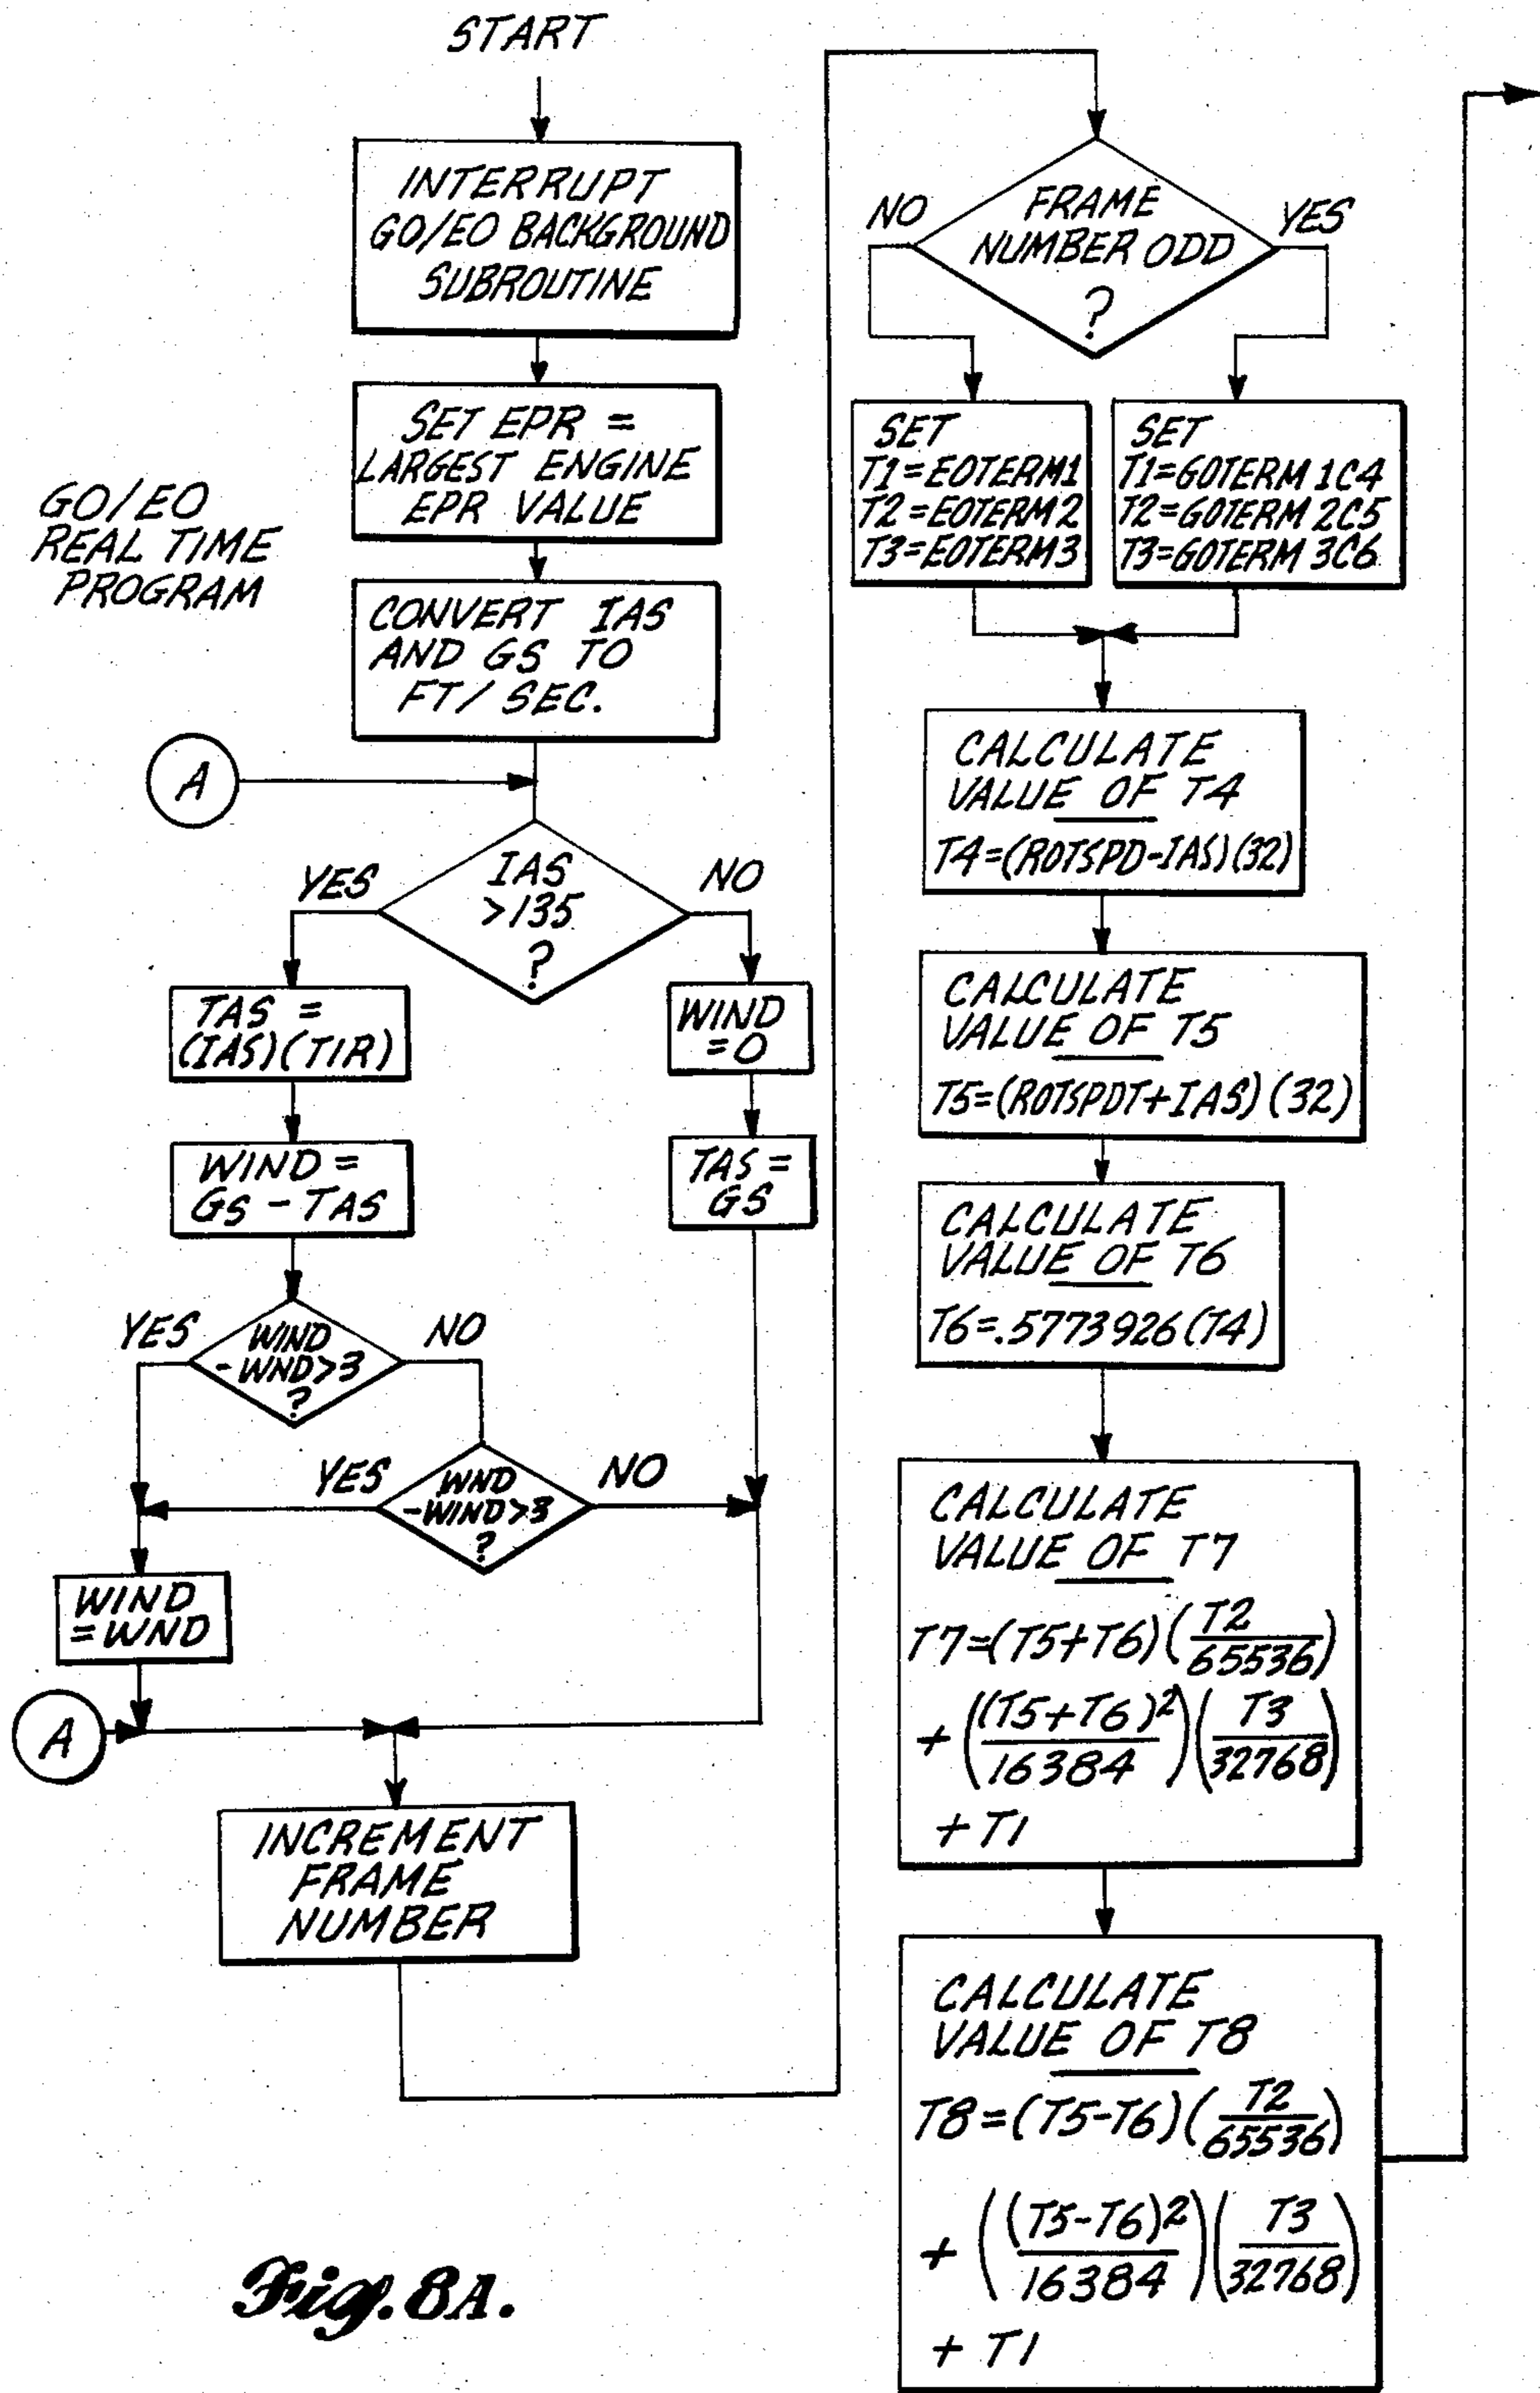 START
INTERRUPT
GO/EO BACKGROUND
SUBROUTINE
SET EPR =
LARGEST ENGINE
EPR VALUE
GO/EO
REAL TIME
PROGRAM
CONVERT IAS
AND GS TO
FT/SEC.
A
IAS
>135
?
YES
NO
TAS =
(IAS)(TIR)
WIND
=0
WIND =
GS - TAS
TAS =
GS
YES
WIND
- WND>3
?
NO
YES
WND
-WIND>3
?
NO
WIND
=WND
A
INCREMENT
FRAME
NUMBER
NO
FRAME
NUMBER ODD
?
YES
SET
T1=EOTERM1
T2=EOTERM2
T3=EOTERM3
SET
T1=GOTERM 1C4
T2=GOTERM 2C5
T3=GOTERM 3C6
CALCULATE
VALUE OF T4
T4=(ROTSPD-IAS)(32)
CALCULATE
VALUE OF T5
T5=(ROTSPDT+IAS)(32)
CALCULATE
VALUE OF T6
T6=.5773926(T4)
CALCULATE
VALUE OF T7
T7=(T5+T6)(T2/65536)
+ ((T5+T6)²/16384)(T3/32768)
+ T1
CALCULATE
VALUE OF T8
T8=(T5-T6)(T2/65536)
+ ((T5-T6)²/16384)(T3/32768)
+ T1
Fig. 8A.